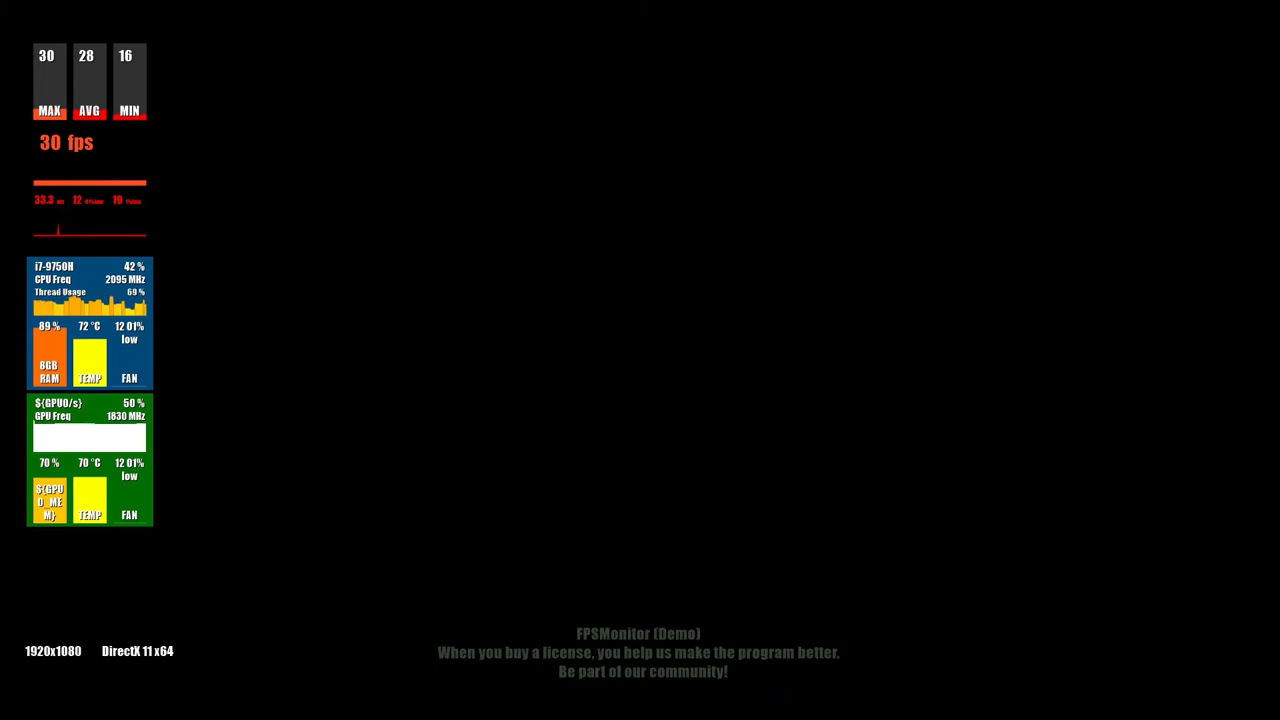 30 28 16
MAX AVG MIN
30 fps
33.3 ms 12 10
i7-9750H 42 %
CPU Freq 2095 MHz
Thread Usage 69 %
89 % 72 °C 12 01%
low
8GB
RAM TEMP FAN
${GPU0/s} 50 %
GPU Freq 1830 MHz
70 % 70 °C 12 01%
low
${GPU
0_ME
M} TEMP FAN
1920x1080 DirectX 11 x64
FPSMonitor (Demo)
When you buy a license, you help us make the program better.
Be part of our community!